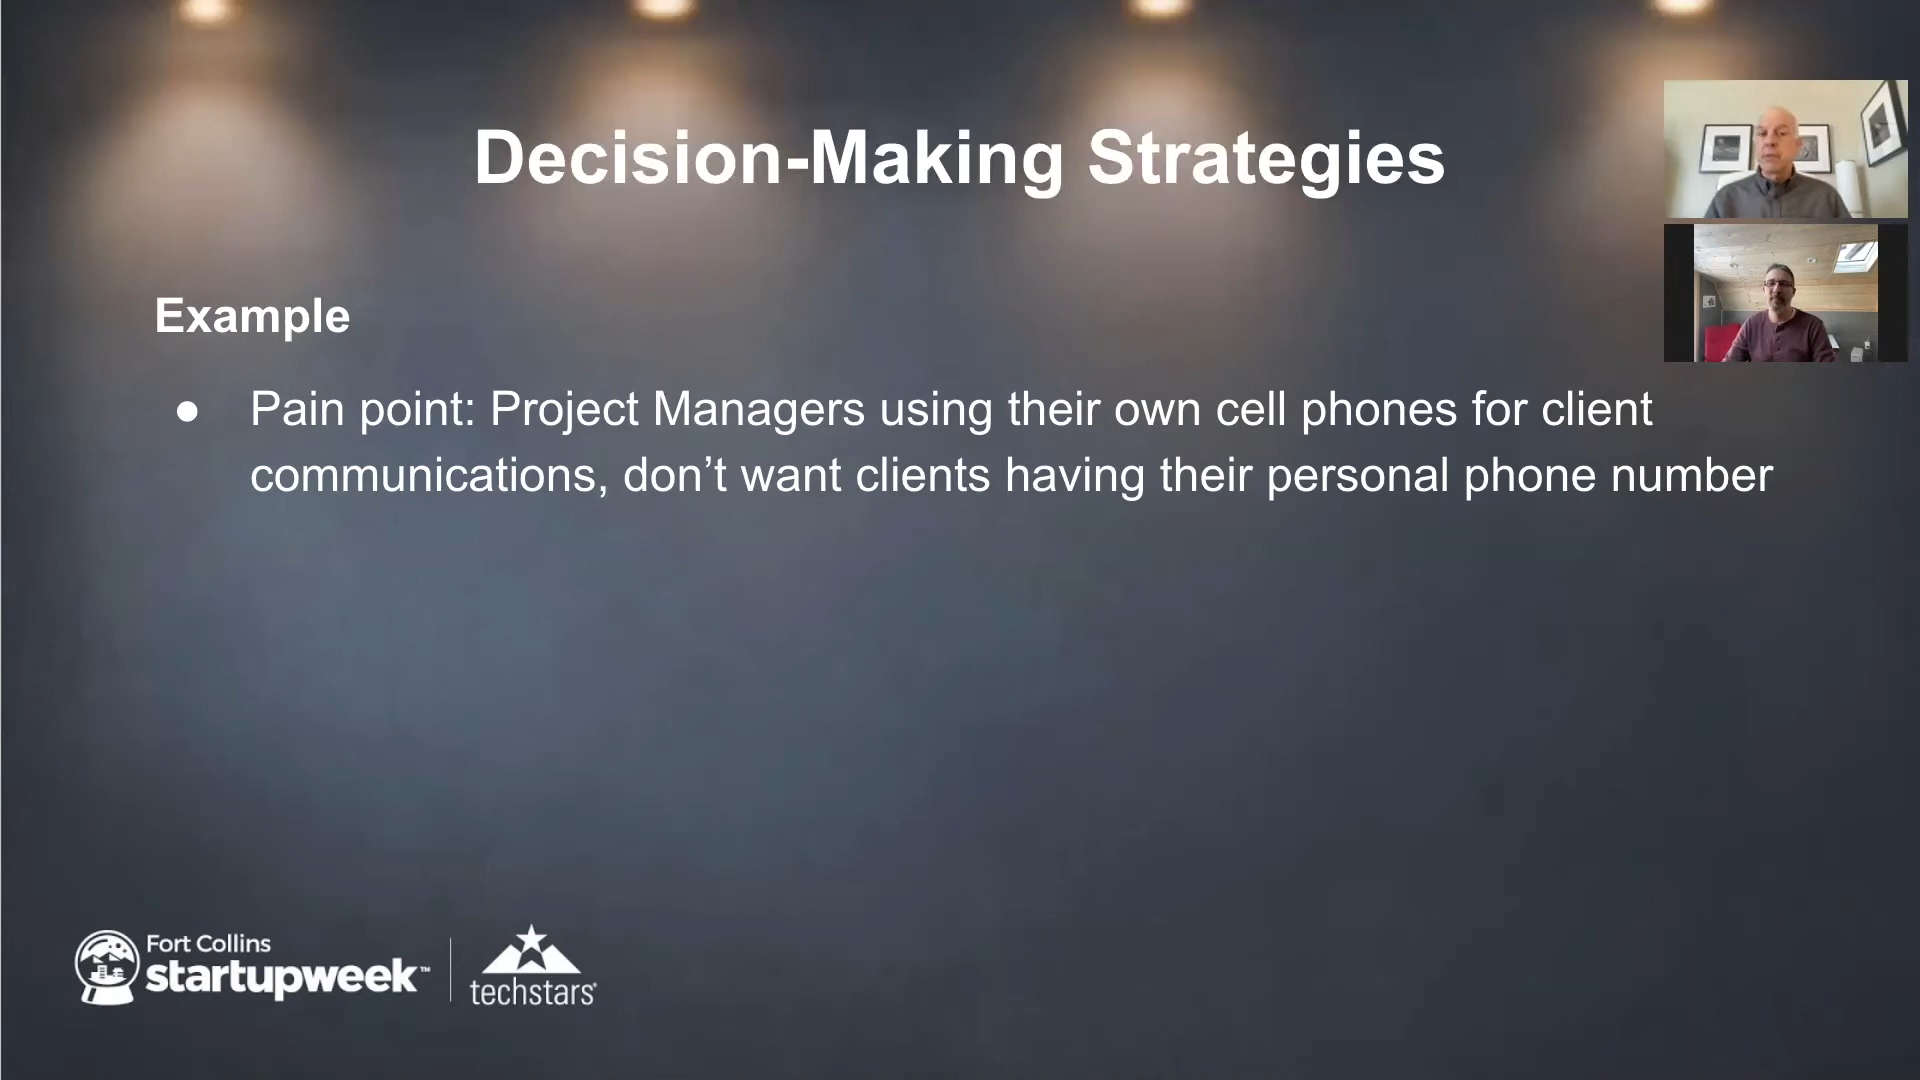 Decision-Making Strategies
Example
● Pain point: Project Managers using their own cell phones for client
communications, don’t want clients having their personal phone number
Fort Collins
startupweek™
techstars®